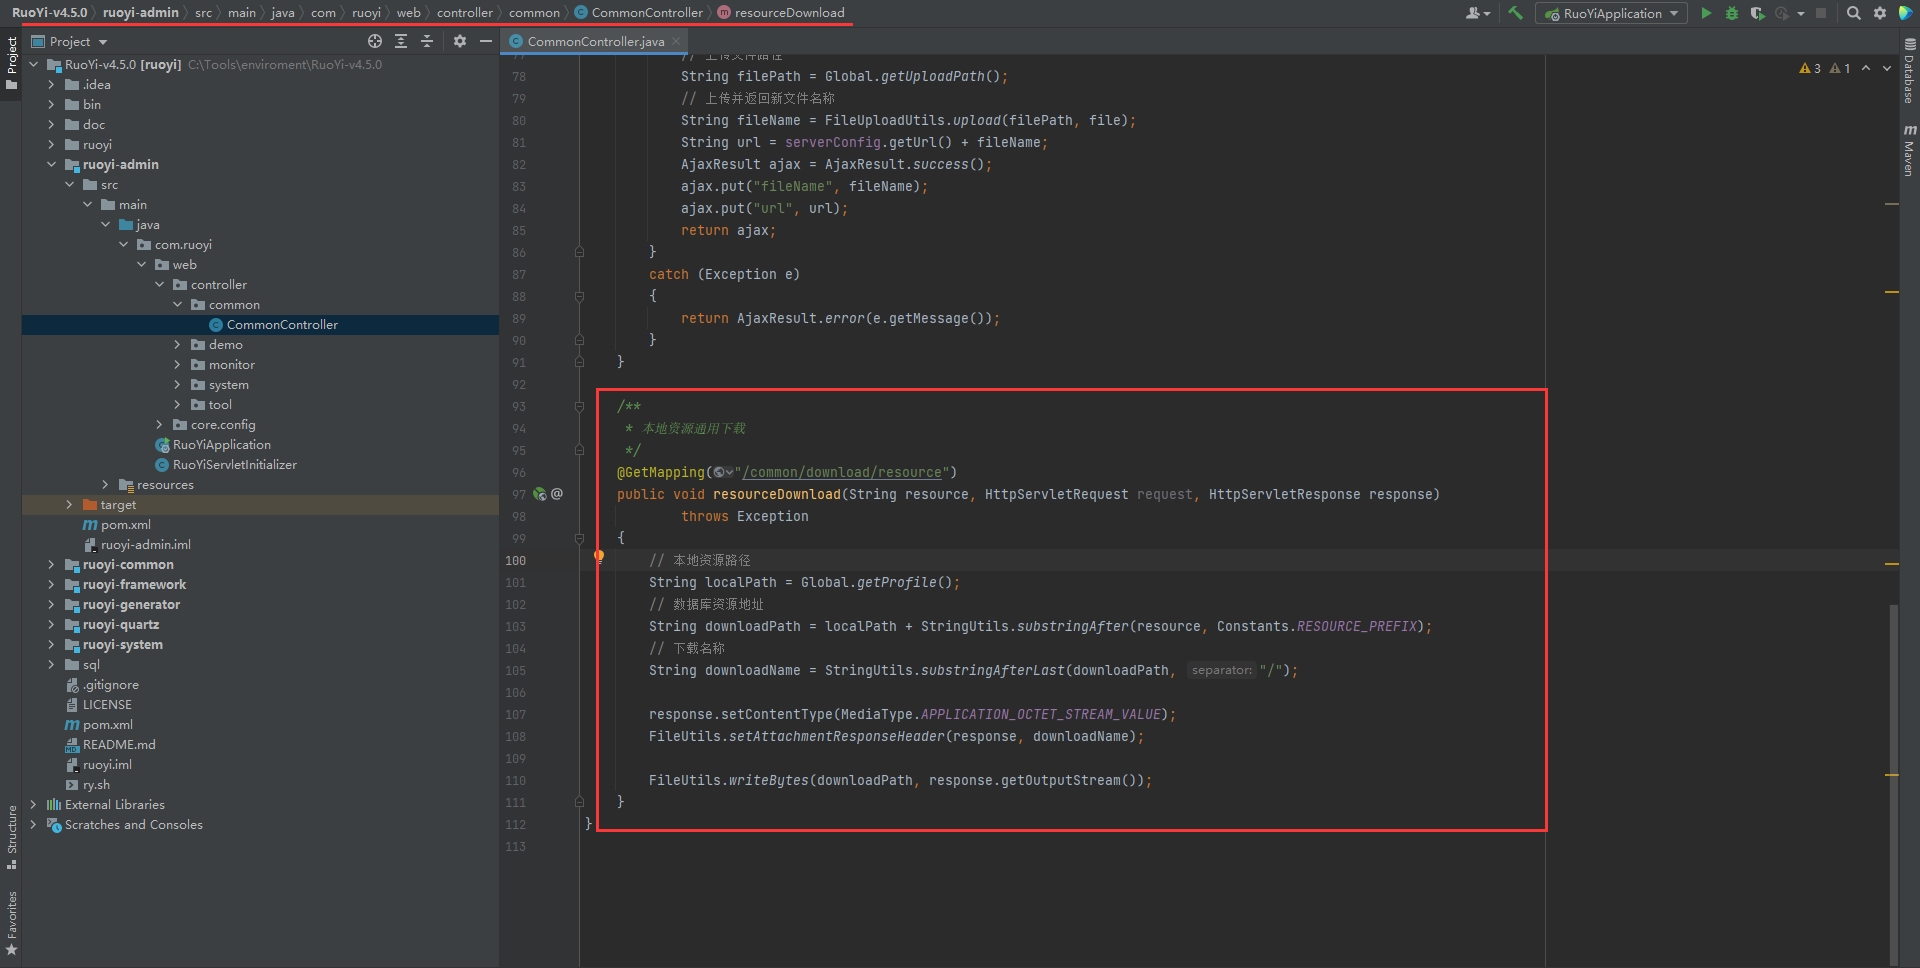 RuoYi-v4.5.0 ruoyi-admin src main java com ruoyi web controller common CommonController resourceDownload
RuoYiApplication
Project
CommonController.java
RuoYi-v4.5.0 [ruoyi] C:\Tools\enviroment\RuoYi-v4.5.0
.idea
bin
doc
ruoyi
ruoyi-admin
src
main
java
com.ruoyi
web
controller
common
CommonController
demo
monitor
system
tool
core.config
RuoYiApplication
RuoYiServletInitializer
resources
target
pom.xml
ruoyi-admin.iml
ruoyi-common
ruoyi-framework
ruoyi-generator
ruoyi-quartz
ruoyi-system
sql
.gitignore
LICENSE
pom.xml
README.md
ruoyi.iml
ry.sh
External Libraries
Scratches and Consoles
Project
Structure
Favorites
3 1
Database
Maven
77 // 上传文件路径
78 String filePath = Global.getUploadPath();
79 // 上传并返回新文件名称
80 String fileName = FileUploadUtils.upload(filePath, file);
81 String url = serverConfig.getUrl() + fileName;
82 AjaxResult ajax = AjaxResult.success();
83 ajax.put("fileName", fileName);
84 ajax.put("url", url);
85 return ajax;
86 }
87 catch (Exception e)
88 {
89 return AjaxResult.error(e.getMessage());
90 }
91 }
92
93 /**
94 * 本地资源通用下载
95 */
96 @GetMapping("/common/download/resource")
97 public void resourceDownload(String resource, HttpServletRequest request, HttpServletResponse response)
98 throws Exception
99 {
100 // 本地资源路径
101 String localPath = Global.getProfile();
102 // 数据库资源地址
103 String downloadPath = localPath + StringUtils.substringAfter(resource, Constants.RESOURCE_PREFIX);
104 // 下载名称
105 String downloadName = StringUtils.substringAfterLast(downloadPath, separator: "/");
106
107 response.setContentType(MediaType.APPLICATION_OCTET_STREAM_VALUE);
108 FileUtils.setAttachmentResponseHeader(response, downloadName);
109
110 FileUtils.writeBytes(downloadPath, response.getOutputStream());
111 }
112 }
113